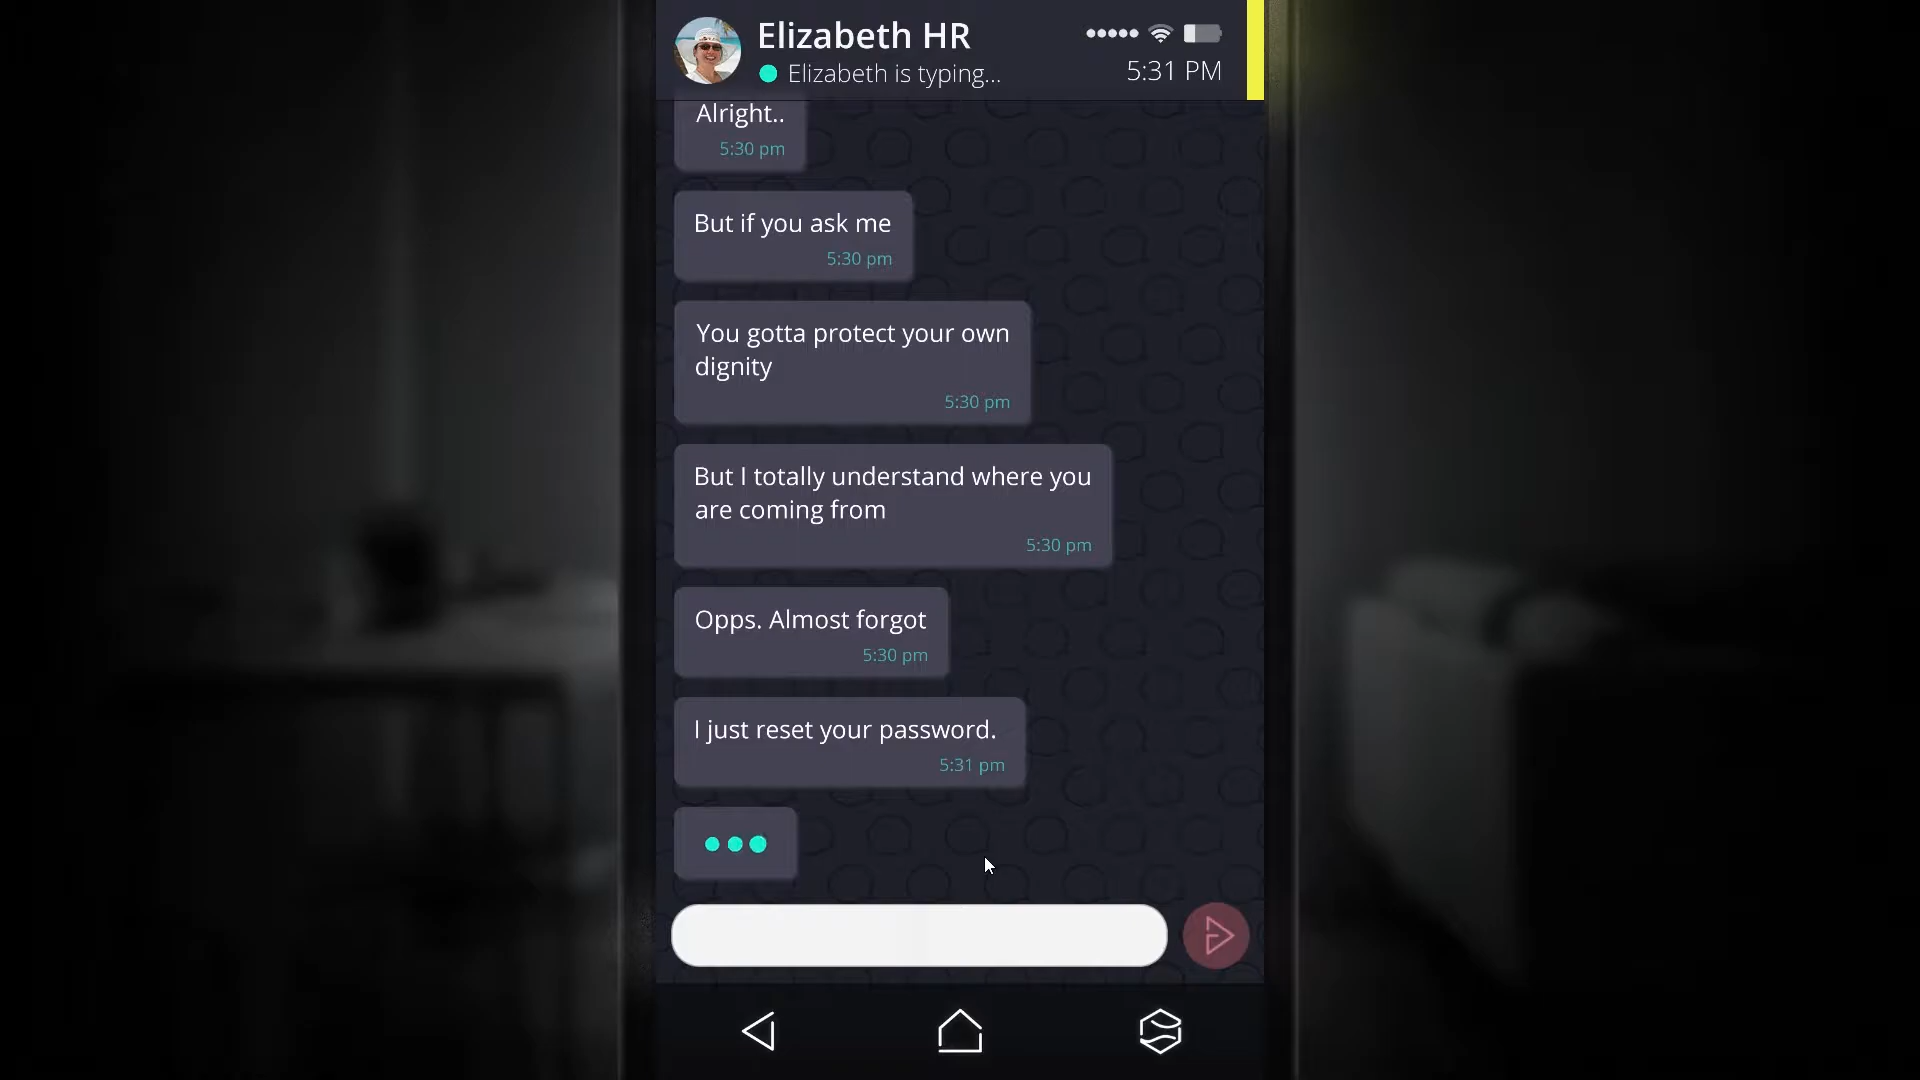 Elizabeth HR
Elizabeth is typing...
5:31 PM
Alright..
5:30 pm
But if you ask me
5:30 pm
You gotta protect your own
dignity
5:30 pm
But I totally understand where you
are coming from
5:30 pm
Opps. Almost forgot
5:30 pm
I just reset your password.
5:31 pm